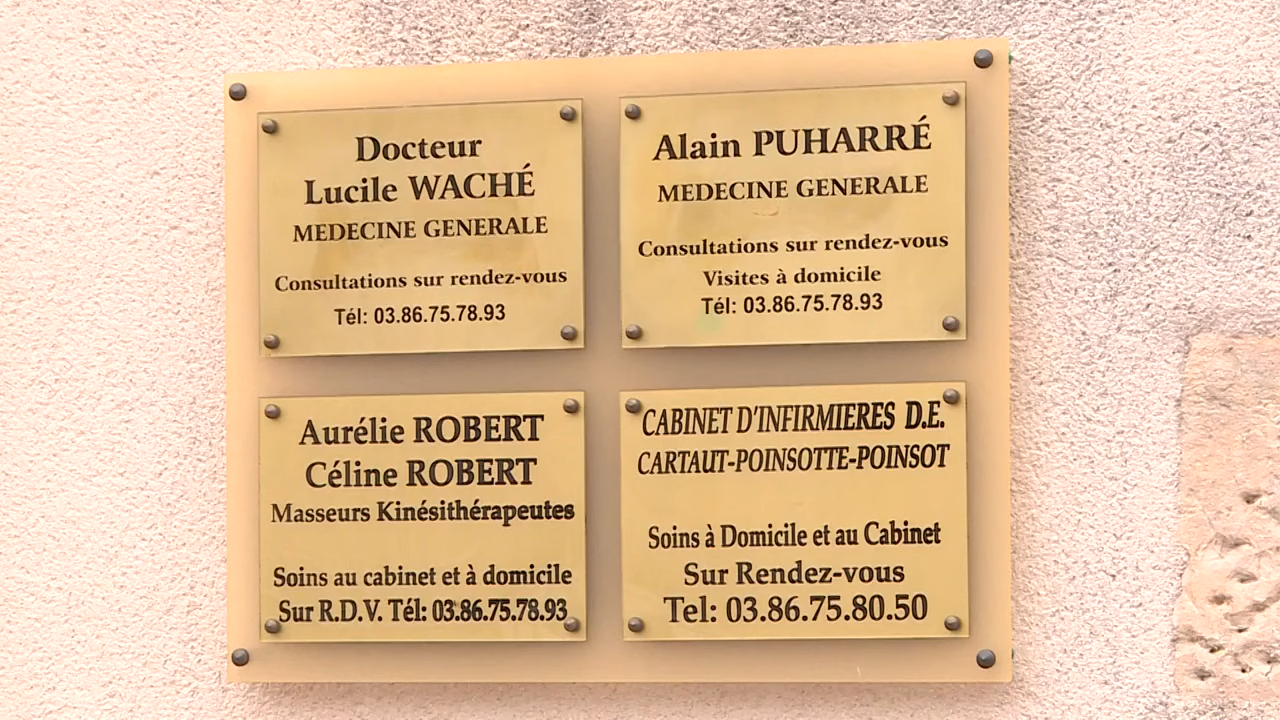 Docteur
Lucile WACHÉ
MEDECINE GENERALE
Consultations sur rendez-vous
Tél: 03.86.75.78.93
Alain PUHARRÉ
MEDECINE GENERALE
Consultations sur rendez-vous
Visites à domicile
Tél: 03.86.75.78.93
Aurélie ROBERT
Céline ROBERT
Masseurs Kinésithérapeutes
Soins au cabinet et à domicile
Sur R.D.V. Tél: 03.86.75.78.93
CABINET D'INFIRMIERES D.E.
CARTAUT-POINSOTTE-POINSOT
Soins à Domicile et au Cabinet
Sur Rendez-vous
Tel: 03.86.75.80.50